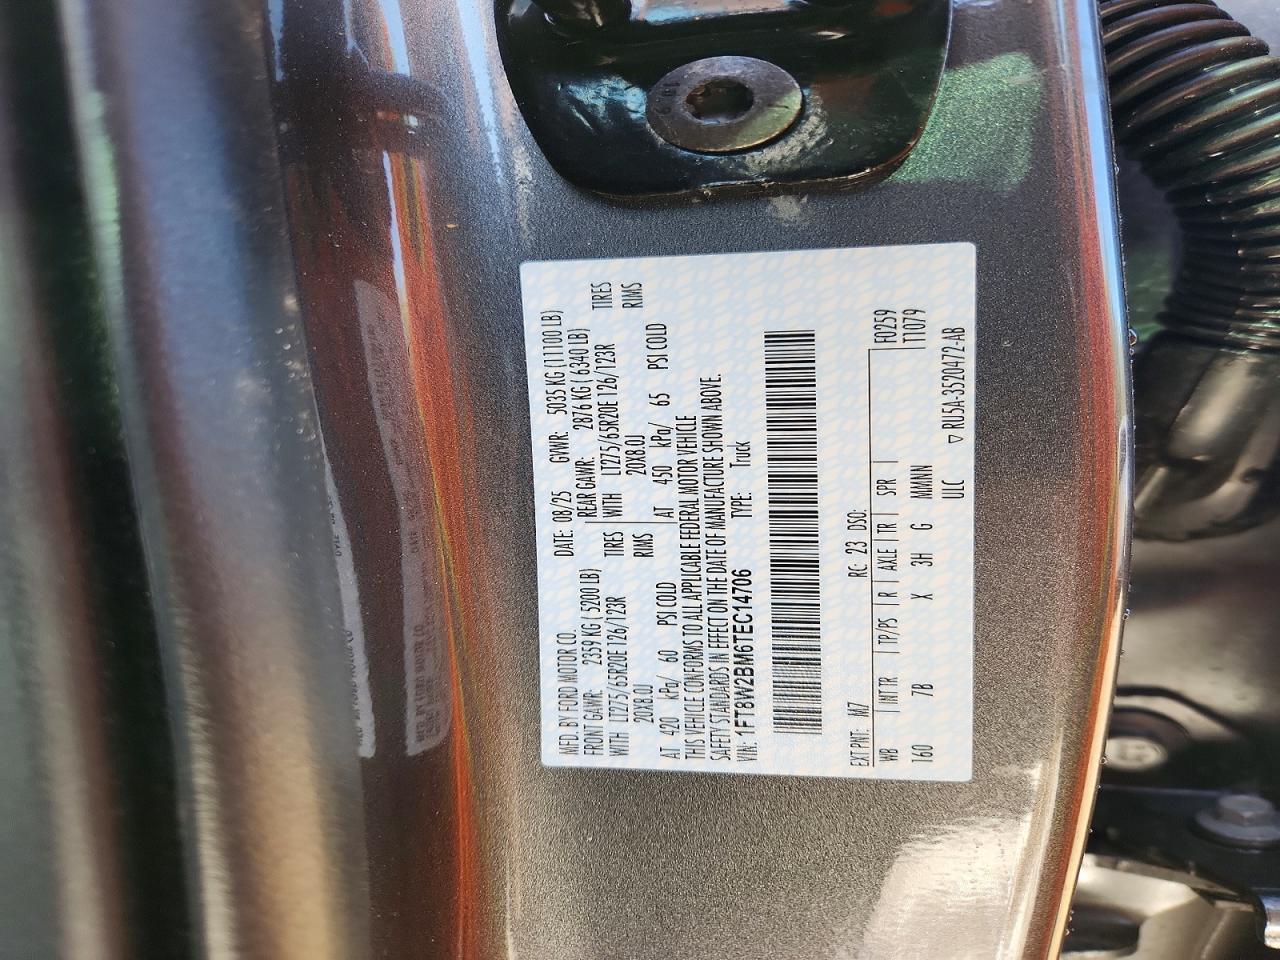 MFD. BY FORD MOTOR CO.
DATE: 08/25 GVWR: 5035 KG (11100 LB)
FRONT GAWR: 2359 KG ( 5200 LB)
REAR GAWR: 2876 KG ( 6340 LB)
WITH LT275/65R20E 126/123R TIRES
WITH LT275/65R20E 126/123R TIRES
20X8.0J RIMS
20X8.0J RIMS
AT 420 kPa/ 60 PSI COLD
AT 450 kPa/ 65 PSI COLD
THIS VEHICLE CONFORMS TO ALL APPLICABLE FEDERAL MOTOR VEHICLE
SAFETY STANDARDS IN EFFECT ON THE DATE OF MANUFACTURE SHOWN ABOVE.
VIN: 1FT8W2BM6TEC14706 TYPE: Truck
F0259
T1079
EXT PNT: M7 RC: 23 DSO:
WB INT TR TP/PS R AXLE TR SPR
160 7B X 3H G MMANN
ULC ▽ RU5A-3520472-AB